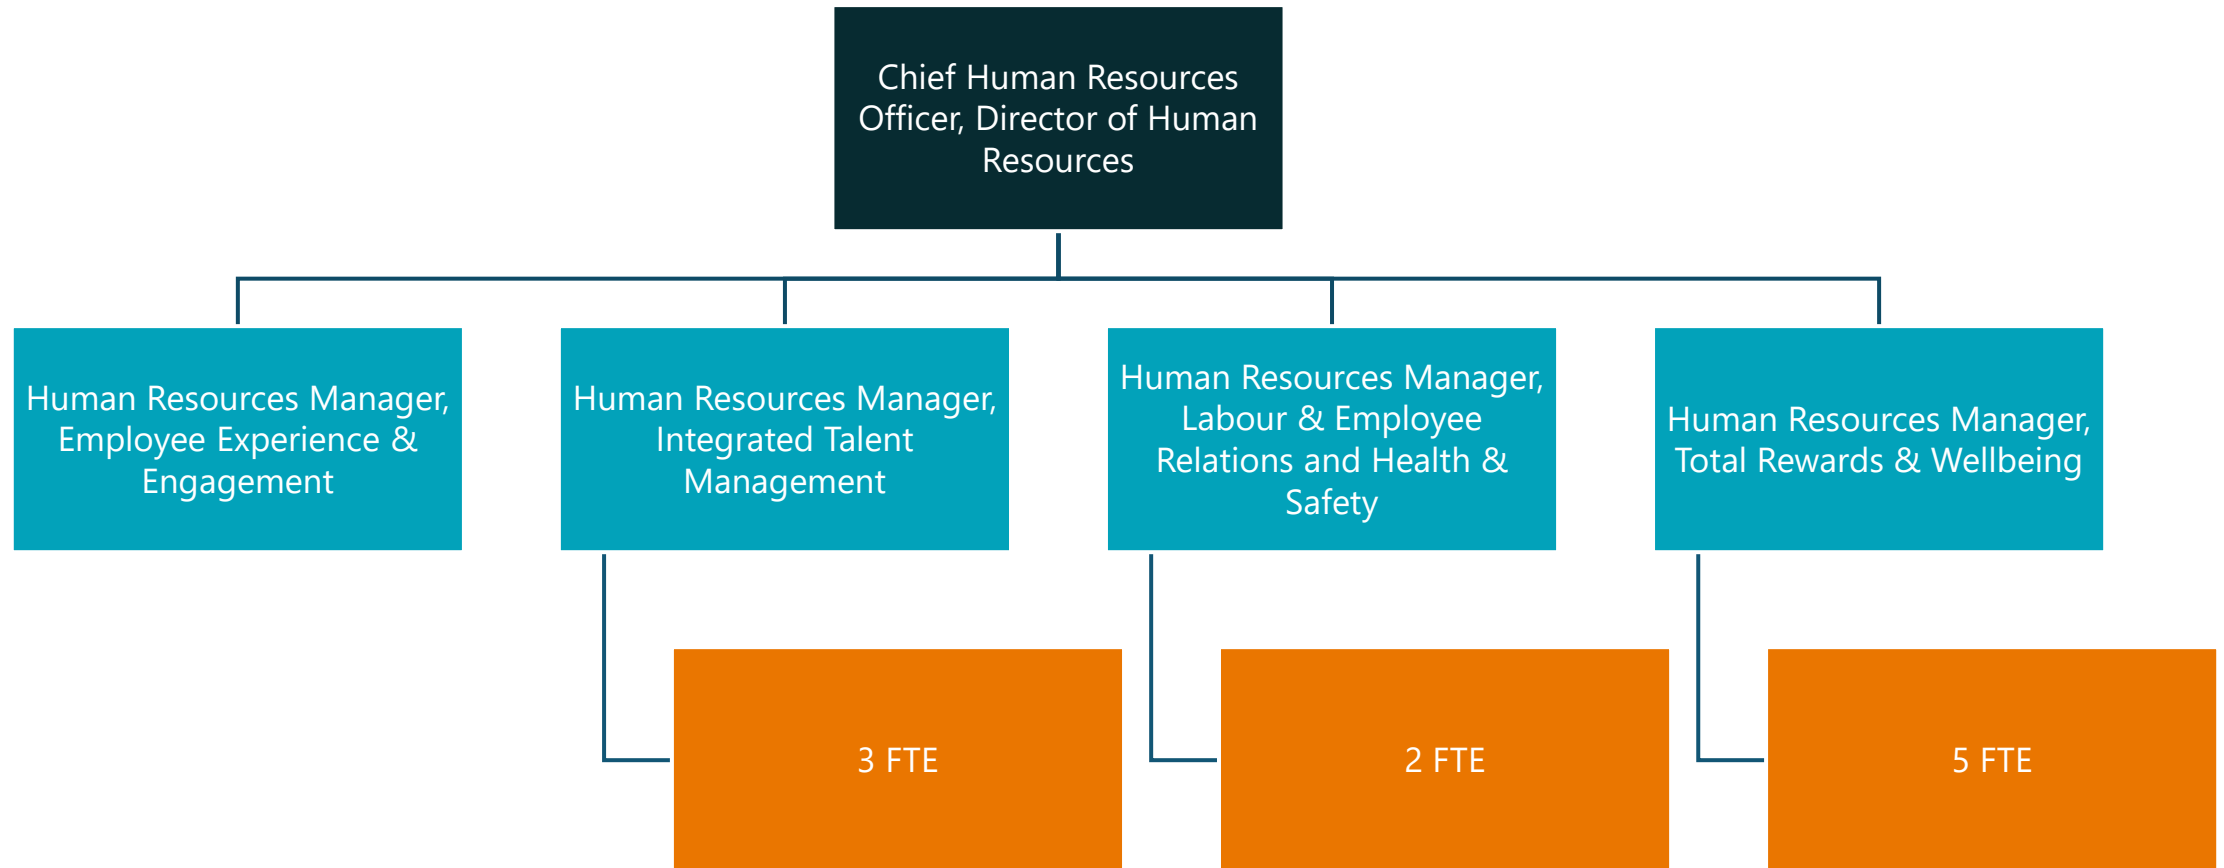 Chief Human Resources
Officer, Director of Human
Resources
Human Resources Manager,
Employee Experience &
Engagement
Human Resources Manager,
Integrated Talent
Management
Human Resources Manager,
Labour & Employee
Relations and Health &
Safety
Human Resources Manager,
Total Rewards & Wellbeing
3 FTE
2 FTE
5 FTE